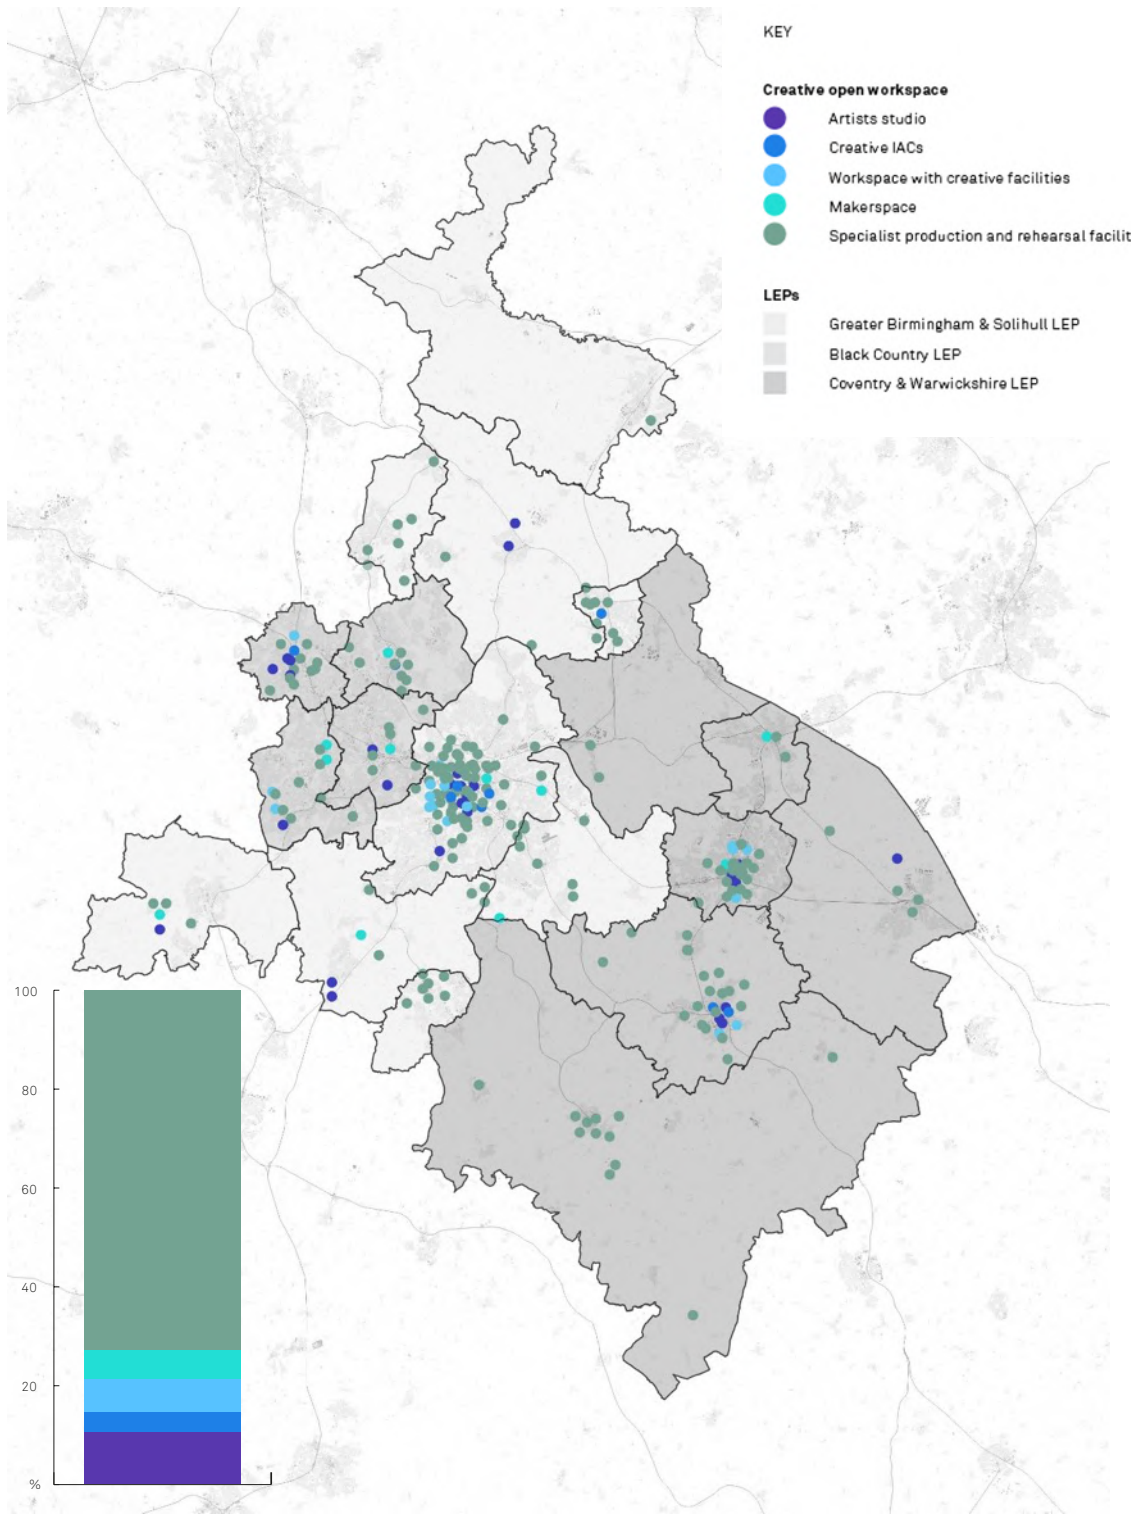 KEY
Creative open workspace
Artists studio
Creative IACs
Workspace with creative facilities
Makerspace
Specialist production and rehearsal facilit
LEPs
Greater Birmingham & Solihull LEP
Black Country LEP
Coventry & Warwickshire LEP
100
80
60
40
20
%